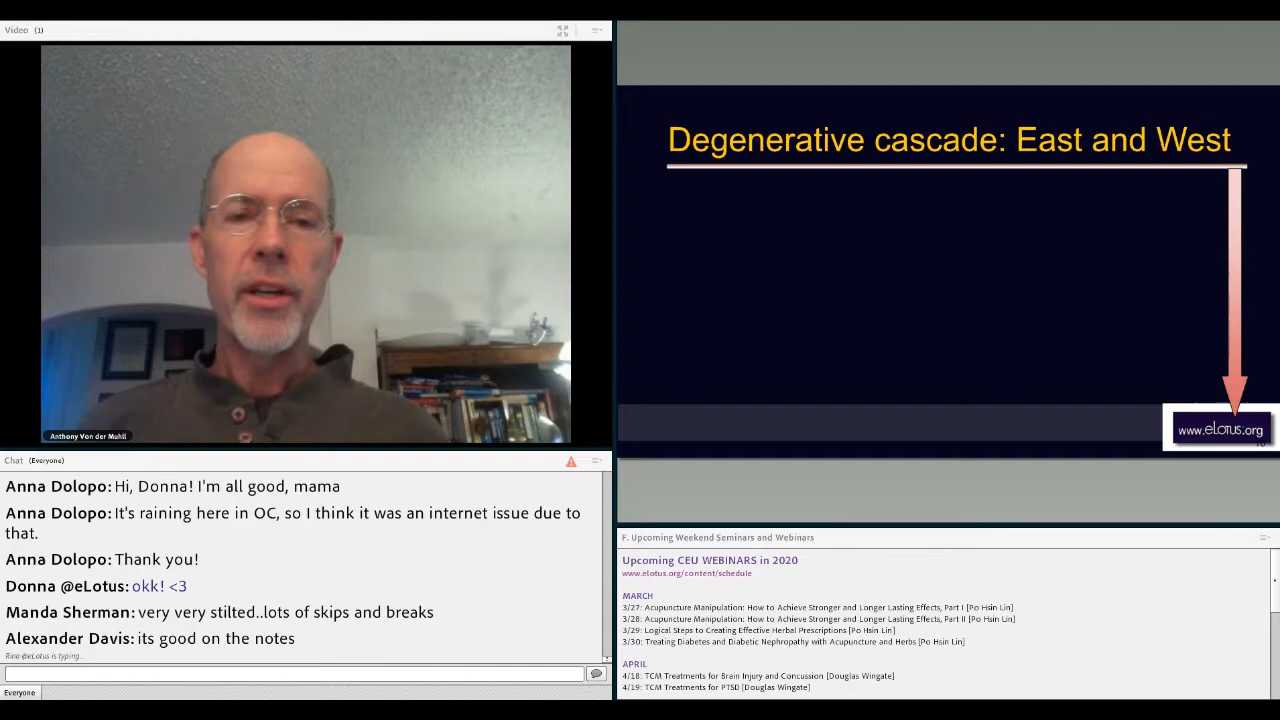 Video (1)
Anthony Von der Muhll
Chat (Everyone)
Anna Dolopo: Hi, Donna! I'm all good, mama
Anna Dolopo: It's raining here in OC, so I think it was an internet issue due to
that.
Anna Dolopo: Thank you!
Donna @eLotus: okk! <3
Manda Sherman: very very stilted..lots of skips and breaks
Alexander Davis: its good on the notes
Rina @eLotus is typing...
Everyone
Degenerative cascade: East and West
www.eLotus.org
F. Upcoming Weekend Seminars and Webinars
Upcoming CEU WEBINARS in 2020
www.elotus.org/content/schedule
MARCH
3/27: Acupuncture Manipulation: How to Achieve Stronger and Longer Lasting Effects, Part I [Po Hsin Lin]
3/28: Acupuncture Manipulation: How to Achieve Stronger and Longer Lasting Effects, Part II [Po Hsin Lin]
3/29: Logical Steps to Creating Effective Herbal Prescriptions [Po Hsin Lin]
3/30: Treating Diabetes and Diabetic Nephropathy with Acupuncture and Herbs [Po Hsin Lin]
APRIL
4/18: TCM Treatments for Brain Injury and Concussion [Douglas Wingate]
4/19: TCM Treatments for PTSD [Douglas Wingate]